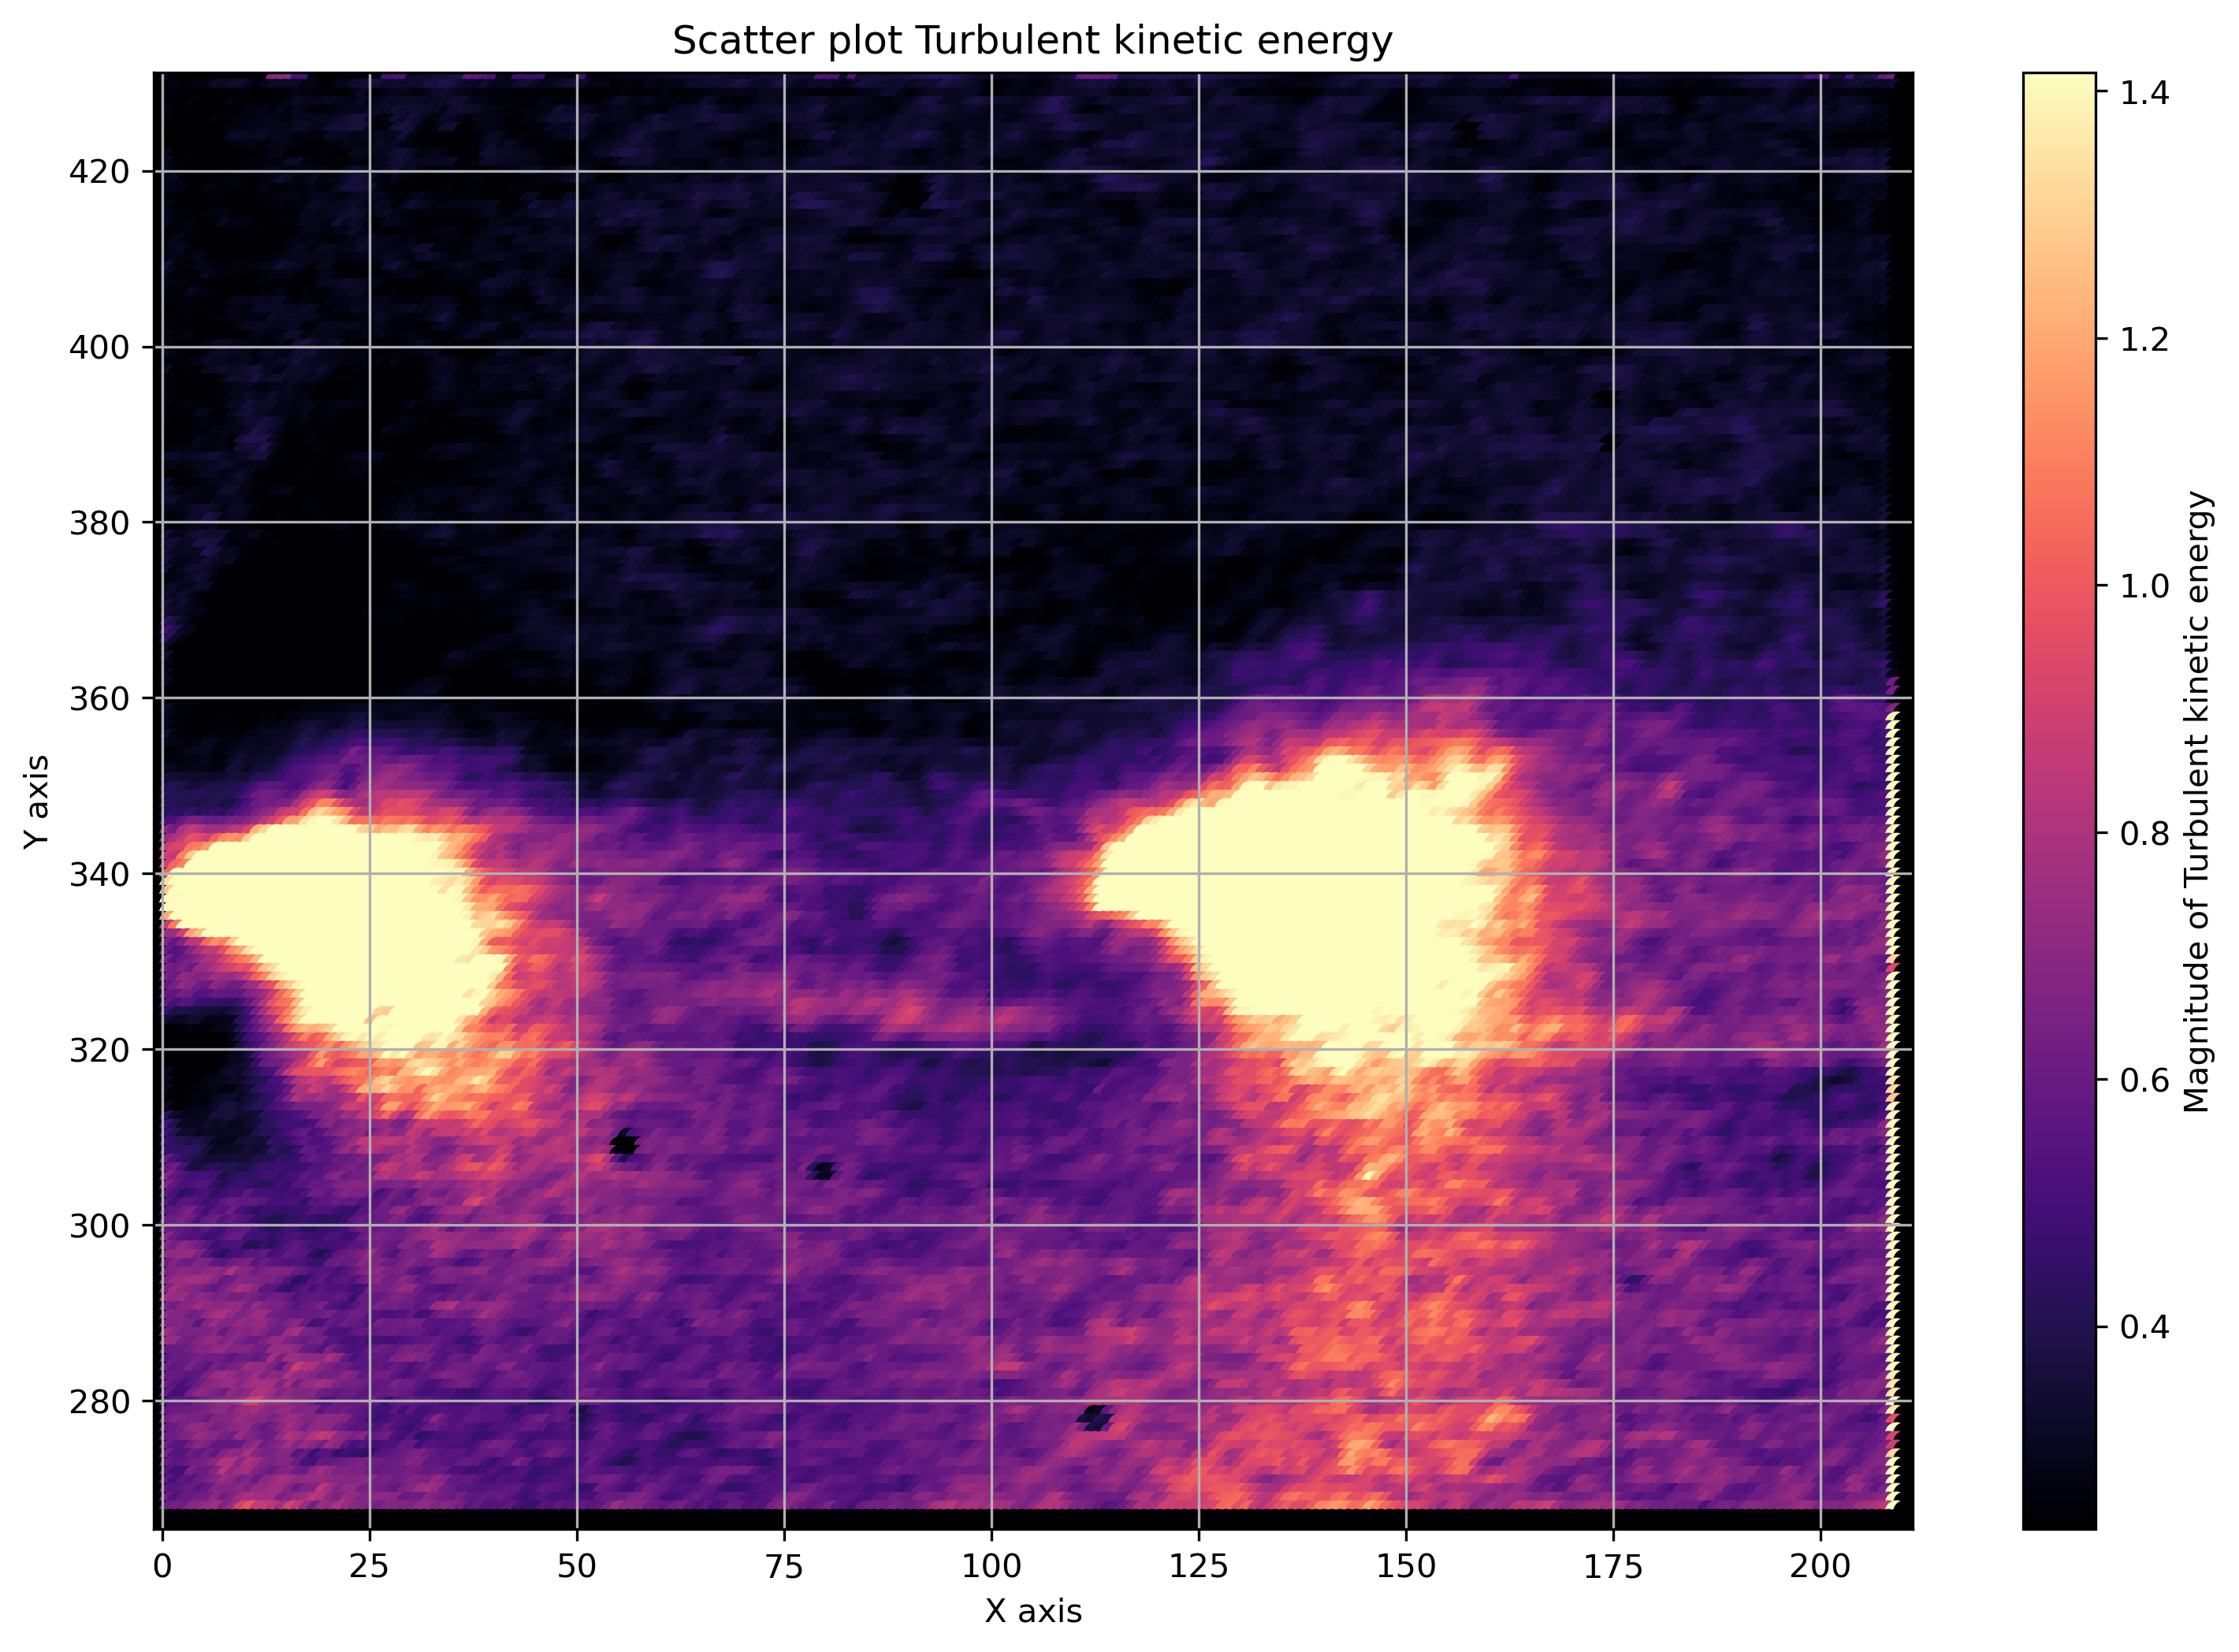 Scatter plot Turbulent kinetic energy
420
400
380
360
340
320
300
280
Y axis
0 25 50 75 100 125 150 175 200
X axis
1.4
1.2
1.0
0.8
0.6
0.4
Magnitude of Turbulent kinetic energy